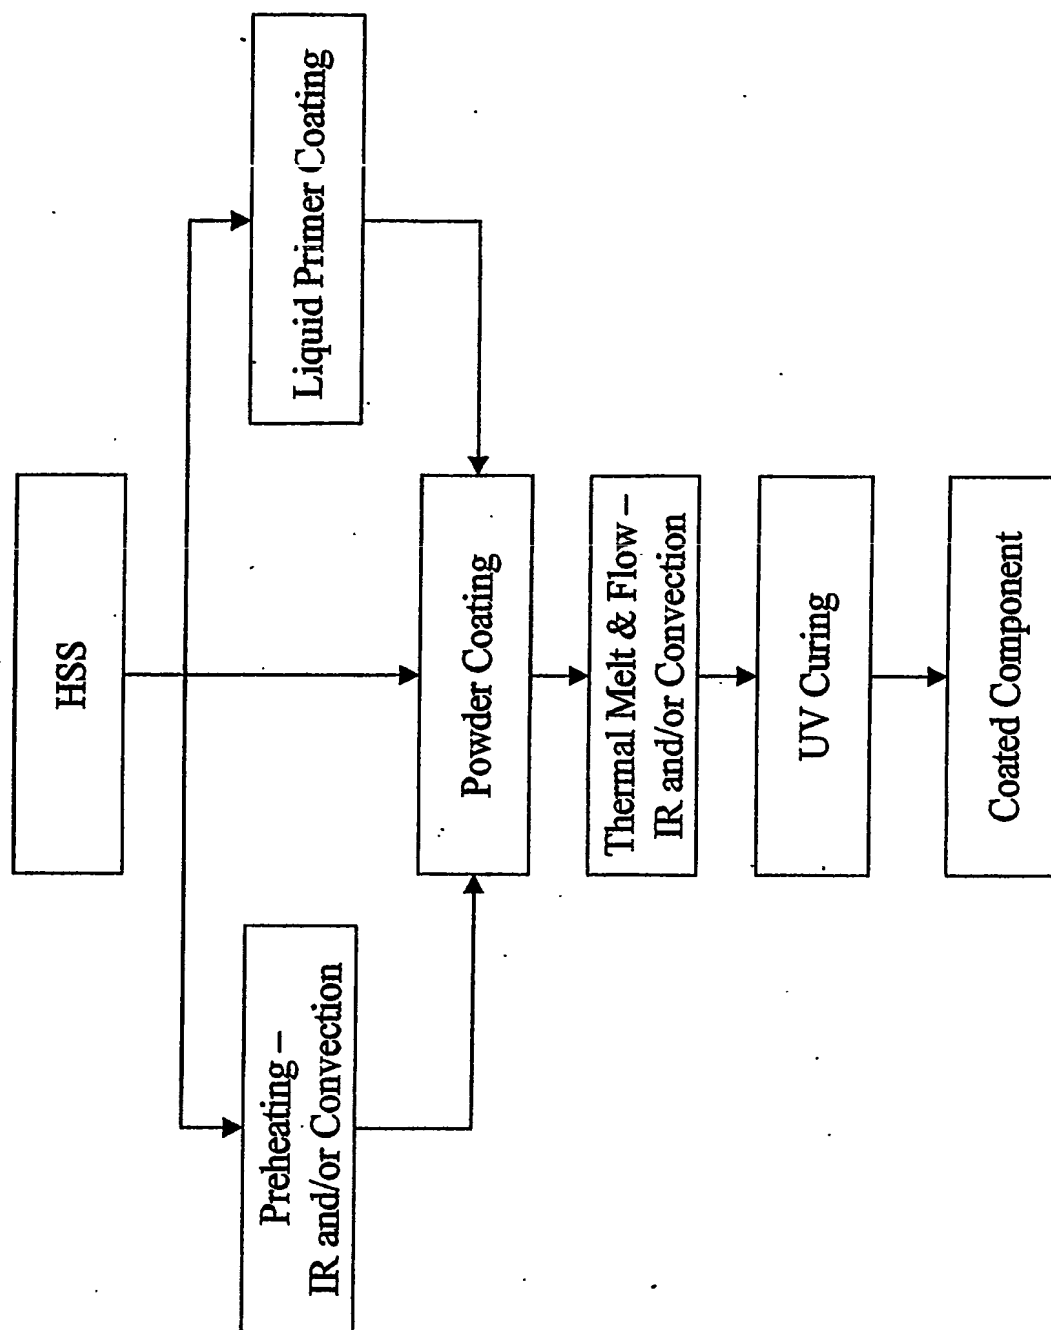 HSS
Preheating –
IR and/or Convection
Liquid Primer Coating
Powder Coating
Thermal Melt & Flow –
IR and/or Convection
UV Curing
Coated Component